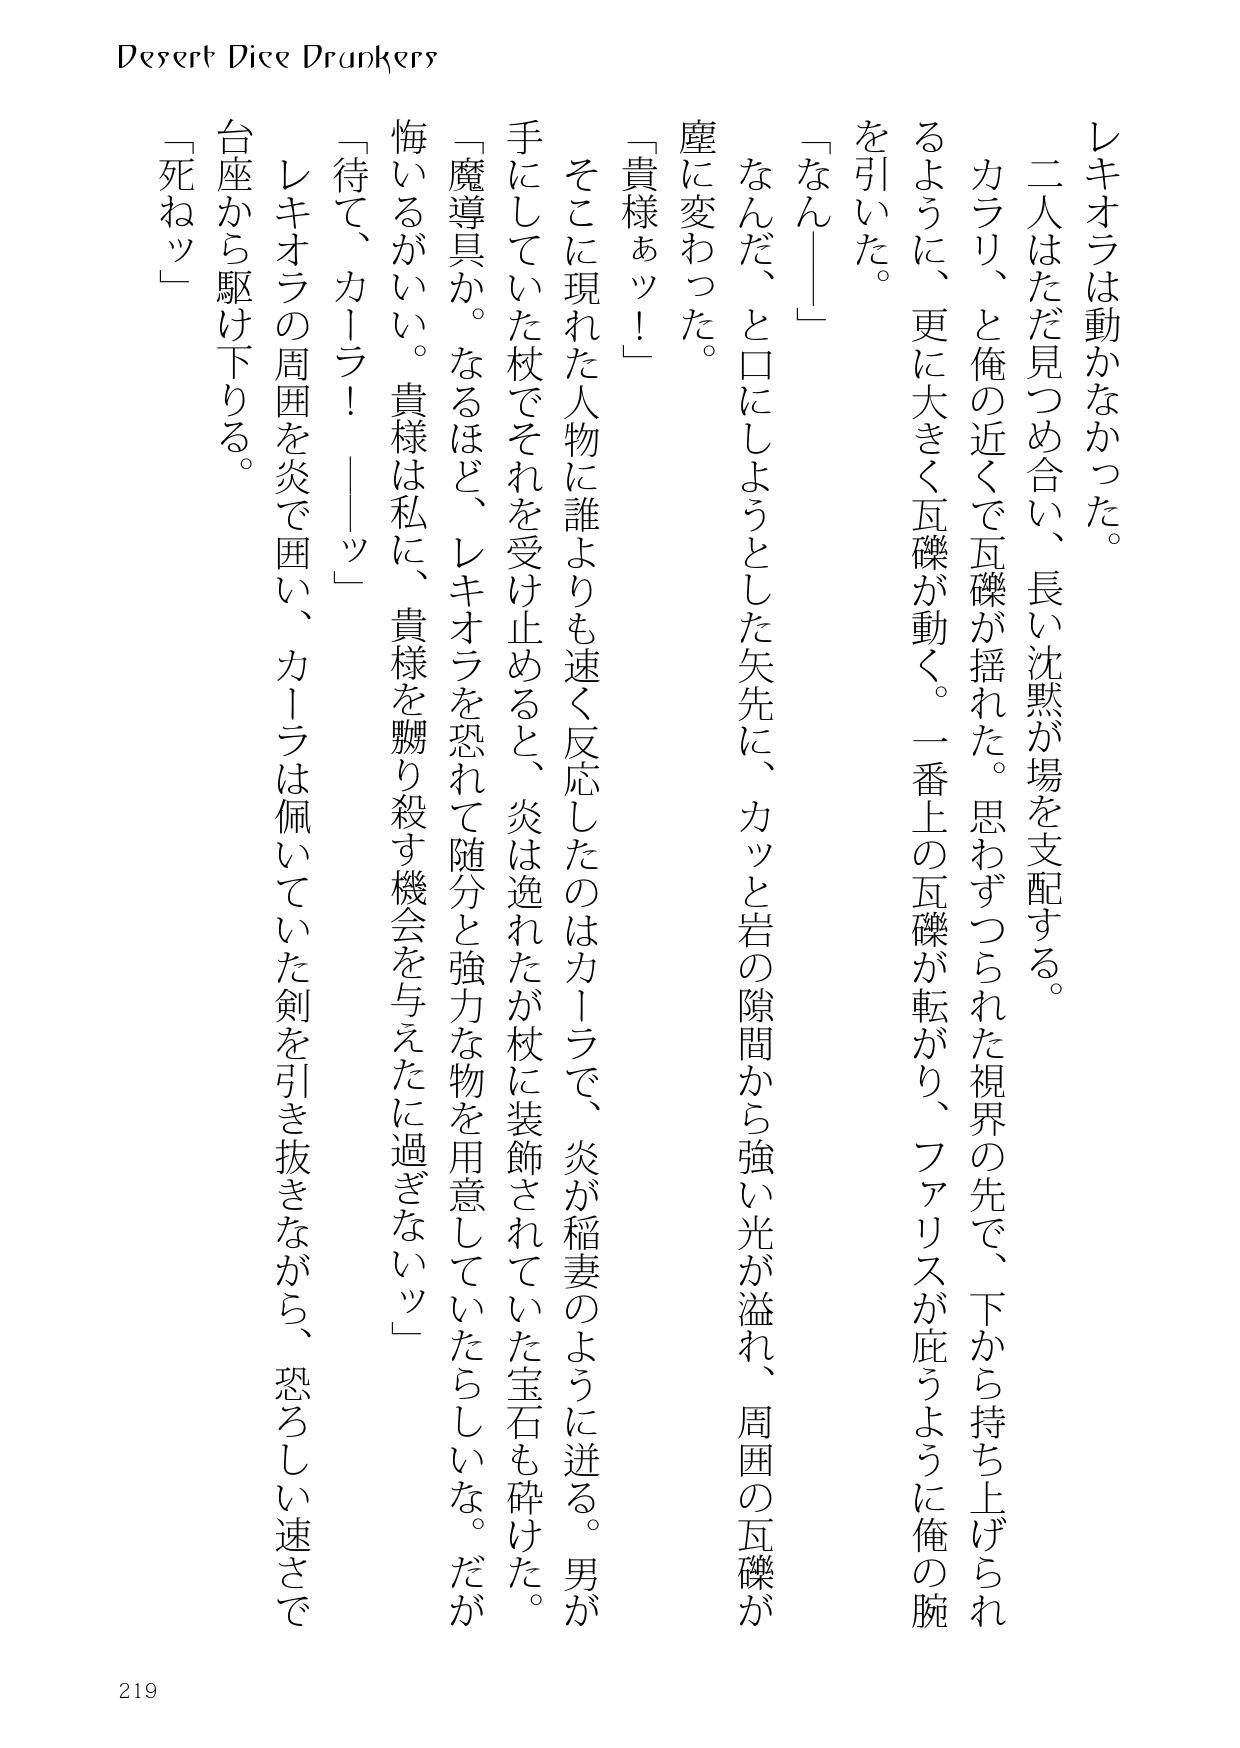 Desert Dice Drunkers
レキオラは動かなかった。
二人はただ見つめ合い、長い沈黙が場を支配する。
カラリ、と俺の近くで瓦礫が揺れた。思わずつられた視界の先で、下から持ち上げられ
るように、更に大きく瓦礫が動く。一番上の瓦礫が転がり、ファリスが庇うように俺の腕
を引いた。
「なん――」
なんだ、と口にしようとした矢先に、カッと岩の隙間から強い光が溢れ、周囲の瓦礫が
塵に変わった。
「貴様ぁッ！」
そこに現れた人物に誰よりも速く反応したのはカーラで、炎が稲妻のように迸る。男が
手にしていた杖でそれを受け止めると、炎は逸れたが杖に装飾されていた宝石も砕けた。
「魔導具か。なるほど、レキオラを恐れて随分と強力な物を用意していたらしいな。だが
悔いるがいい。貴様は私に、貴様を嬲り殺す機会を与えたに過ぎないッ」
「待て、カーラ！　――ッ」
レキオラの周囲を炎で囲い、カーラは佩いていた剣を引き抜きながら、恐ろしい速さで
台座から駆け下りる。
「死ねッ」
219